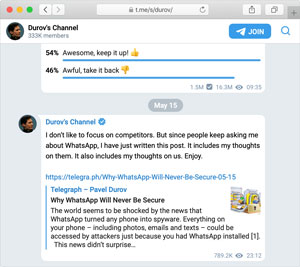 t.me/s/durov/
Durov's Channel
333K members
JOIN
54% Awesome, keep it up! 👍
46% Awful, take it back 👎
1.5M 16.3M 09:35
May 15
Durov's Channel
I don't like to focus on competitors. But since people keep asking me
about WhatsApp, I have just written this post. It includes my thoughts
on them. It also includes my thoughts on us. Enjoy.
https://telegra.ph/Why-WhatsApp-Will-Never-Be-Secure-05-15
Telegraph – Pavel Durov
Why WhatsApp Will Never Be Secure
The world seems to be shocked by the news that
WhatsApp turned any phone into spyware. Everything on
your phone – including photos, emails and texts – could be
accessed by attackers just because you had WhatsApp installed [1].
This news didn't surprise…
789.2K 23:12